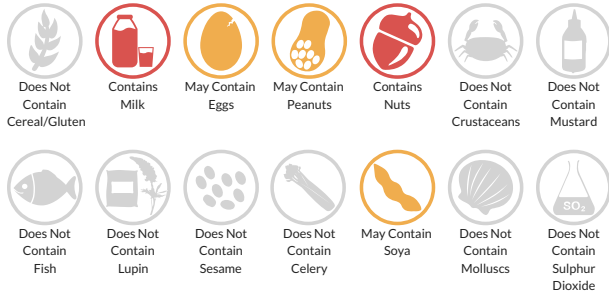 Does Not
Contain
Cereal/Gluten
Contains
Milk
May Contain
Eggs
May Contain
Peanuts
Contains
Nuts
Does Not
Contain
Crustaceans
Does Not
Contain
Mustard
Does Not
Contain
Fish
Does Not
Contain
Lupin
Does Not
Contain
Sesame
Does Not
Contain
Celery
May Contain
Soya
Does Not
Contain
Molluscs
SO₂
Does Not
Contain
Sulphur
Dioxide